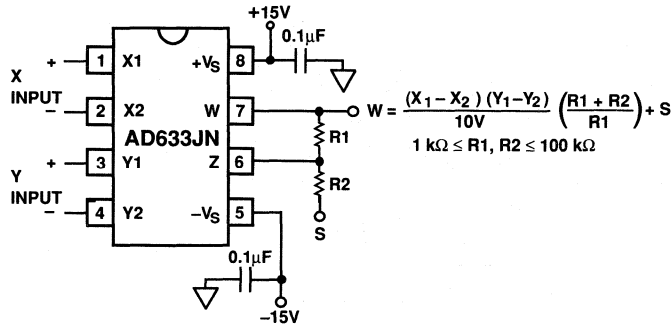 +15V
0.1μF
X INPUT
+
−
Y INPUT
+
−
1 X1
2 X2
3 Y1
4 Y2
AD633JN
+VS 8
W 7
Z 6
−VS 5
R1
R2
S
W = (X1 − X2) (Y1 − Y2) / 10V (R1 + R2 / R1) + S
1 kΩ ≤ R1, R2 ≤ 100 kΩ
0.1μF
−15V